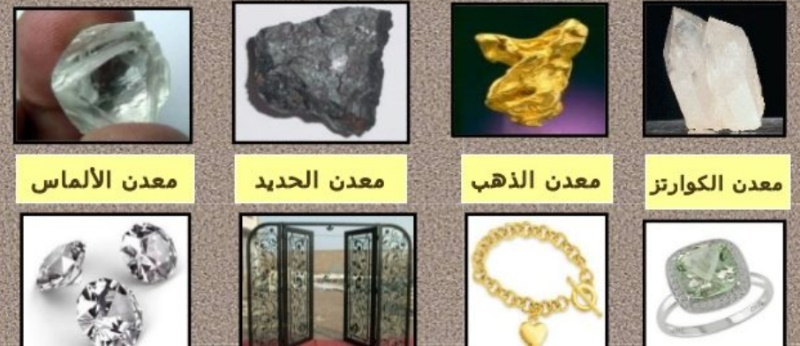 معدن الكوارتز
معدن الذهب
معدن الحديد
معدن الألماس